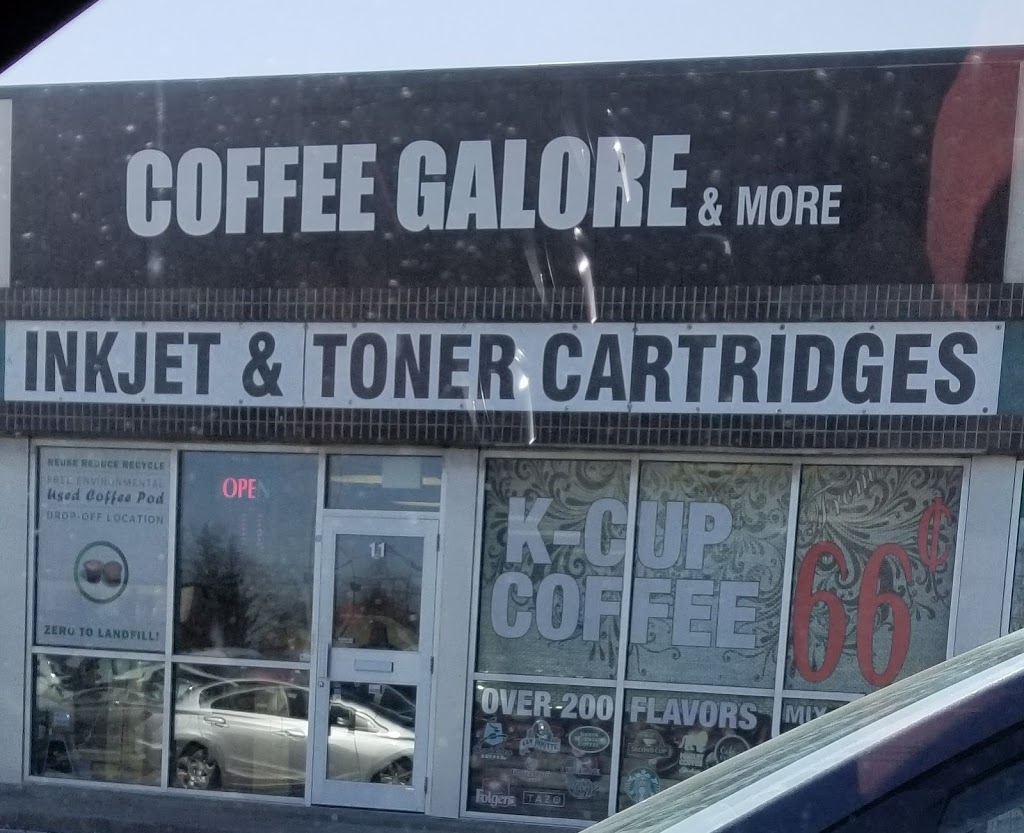 COFFEE GALORE & MORE
INKJET & TONER CARTRIDGES
REUSE REDUCE RECYCLE
FREE ENVIRONMENTAL
Used Coffee Pod
DROP-OFF LOCATION
ZERO TO LANDFILL!
OPEN
11
K-CUP
COFFEE
66¢
OVER 200 FLAVORS
MIX
Folgers
TAZO